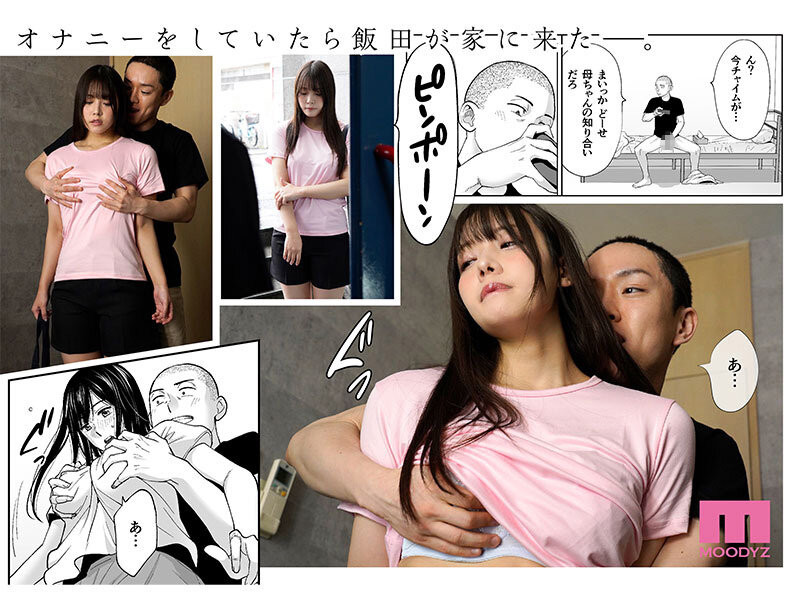 オナニーをしていたら飯田が家に来た――。
ん？
今チャイムが…
まいっか どーせ
母ちゃんの知り合い
だろ
ピンポーン
ぐっ
あ…
ぐっ
あ…
M
MOODYZ